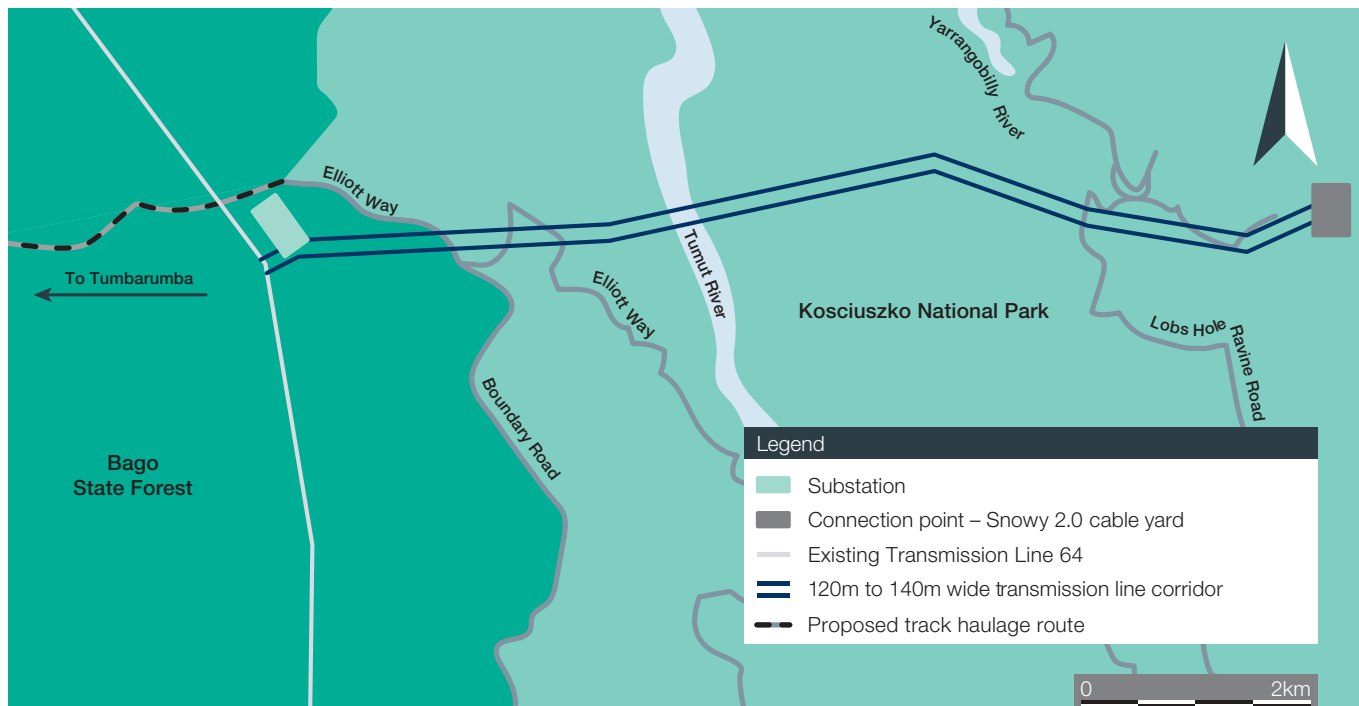 Yarrangobilly River
Elliott Way
To Tumbarumba
Tumut River
Elliott Way
Kosciuszko National Park
Lobs Hole Ravine Road
Boundary Road
Bago
State Forest
Legend
Substation
Connection point – Snowy 2.0 cable yard
Existing Transmission Line 64
120m to 140m wide transmission line corridor
Proposed track haulage route
0 2km